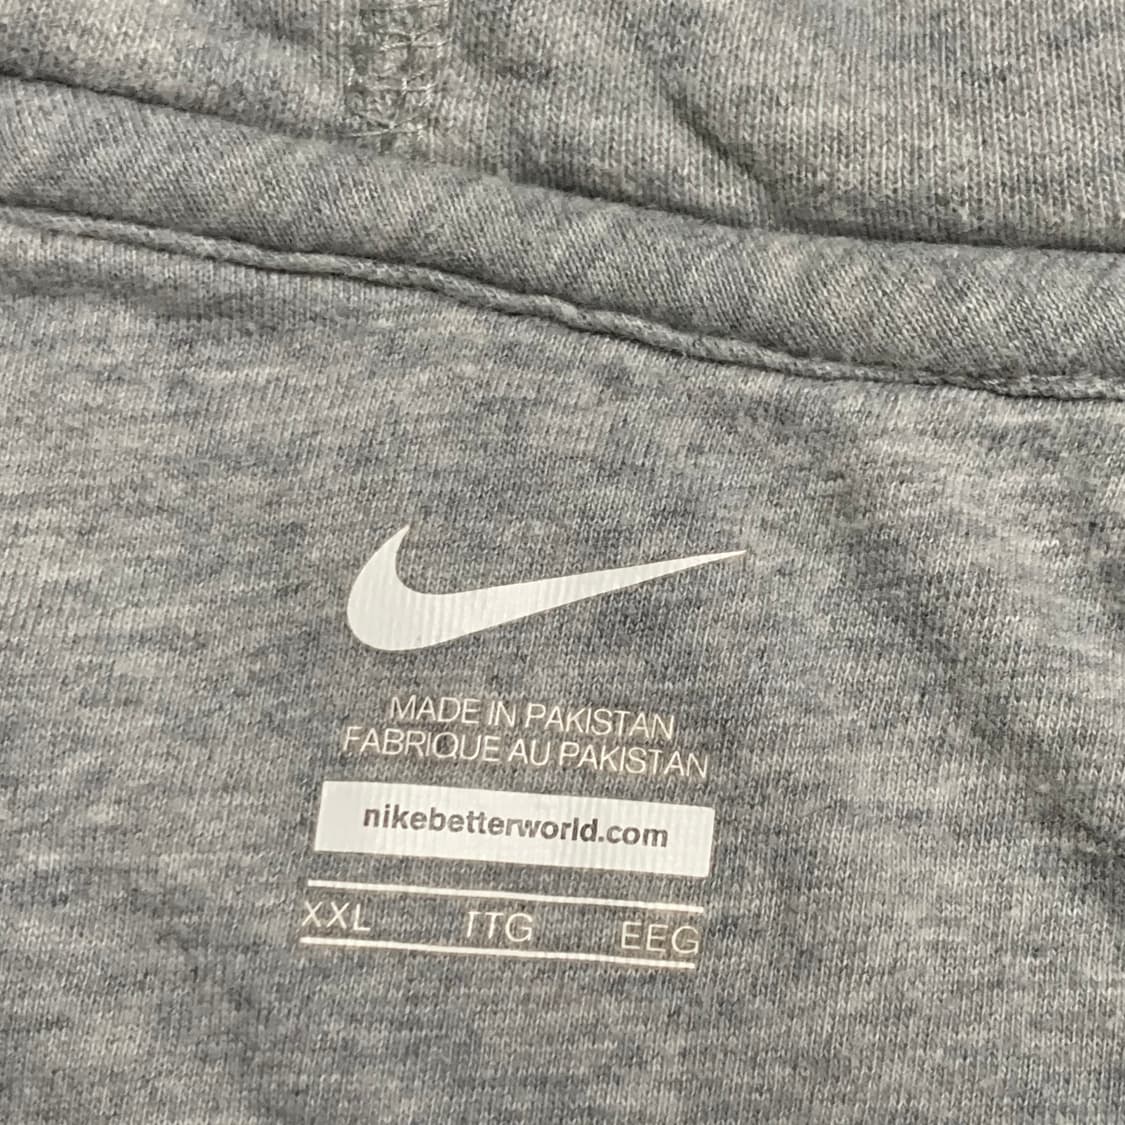 MADE IN PAKISTAN
FABRIQUE AU PAKISTAN
nikebetterworld.com
XXL TTG EEG